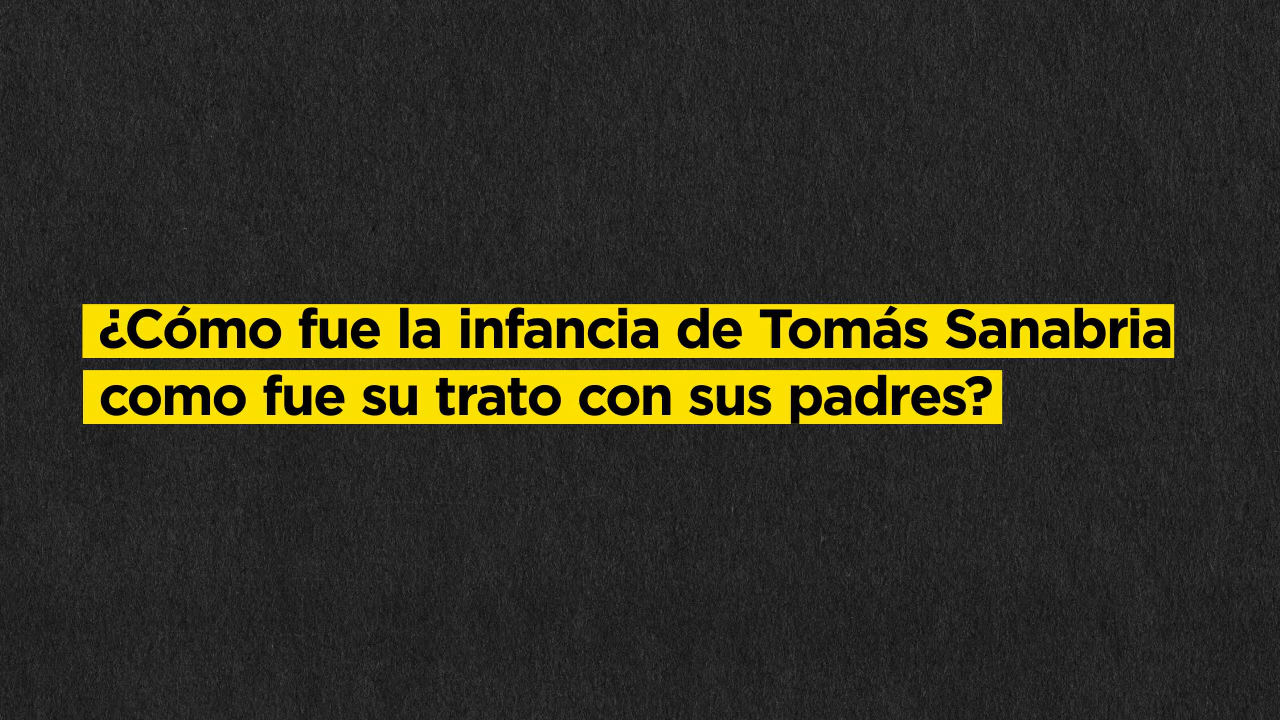 ¿Cómo fue la infancia de Tomás Sanabria
como fue su trato con sus padres?